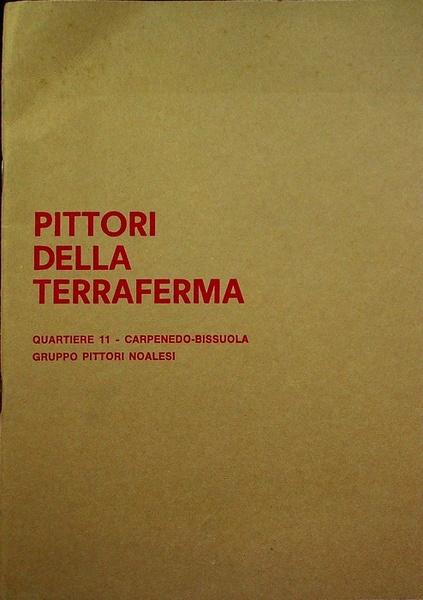 PITTORI
DELLA
TERRAFERMA
QUARTIERE 11 - CARPENEDO-BISSUOLA
GRUPPO PITTORI NOALESI